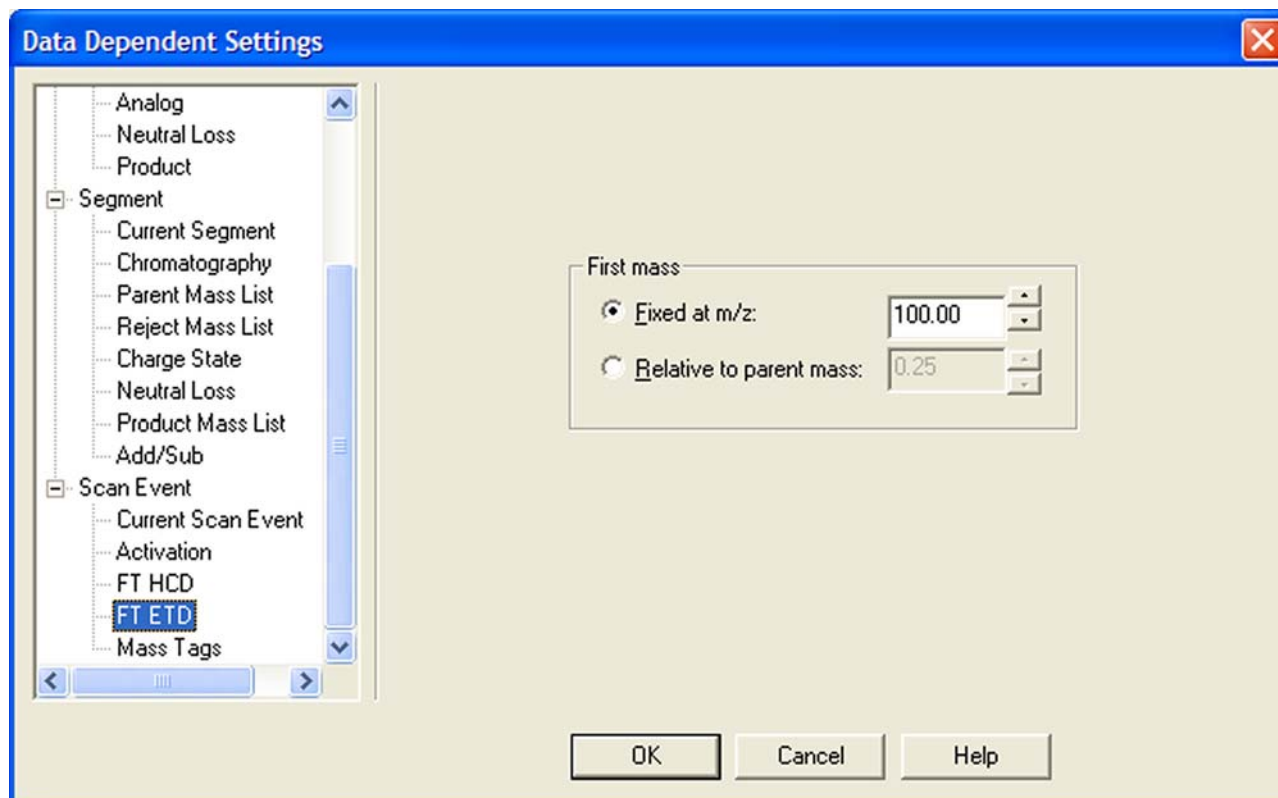 Data Dependent Settings
Analog
Neutral Loss
Product
Segment
Current Segment
Chromatography
Parent Mass List
Reject Mass List
Charge State
Neutral Loss
Product Mass List
Add/Sub
Scan Event
Current Scan Event
Activation
FT HCD
FT ETD
Mass Tags
First mass
Fixed at m/z: 100.00
Relative to parent mass: 0.25
OK Cancel Help